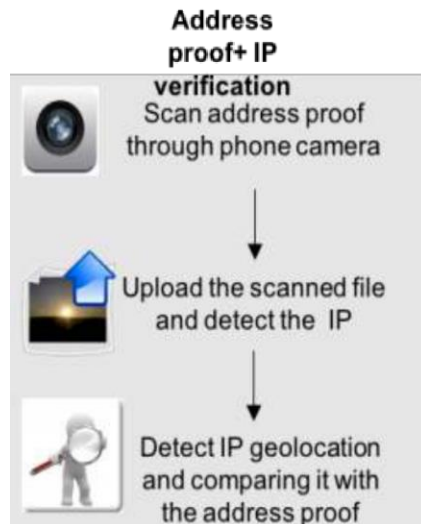 Address
proof+ IP
verification
Scan address proof
through phone camera
Upload the scanned file
and detect the IP
Detect IP geolocation
and comparing it with
the address proof